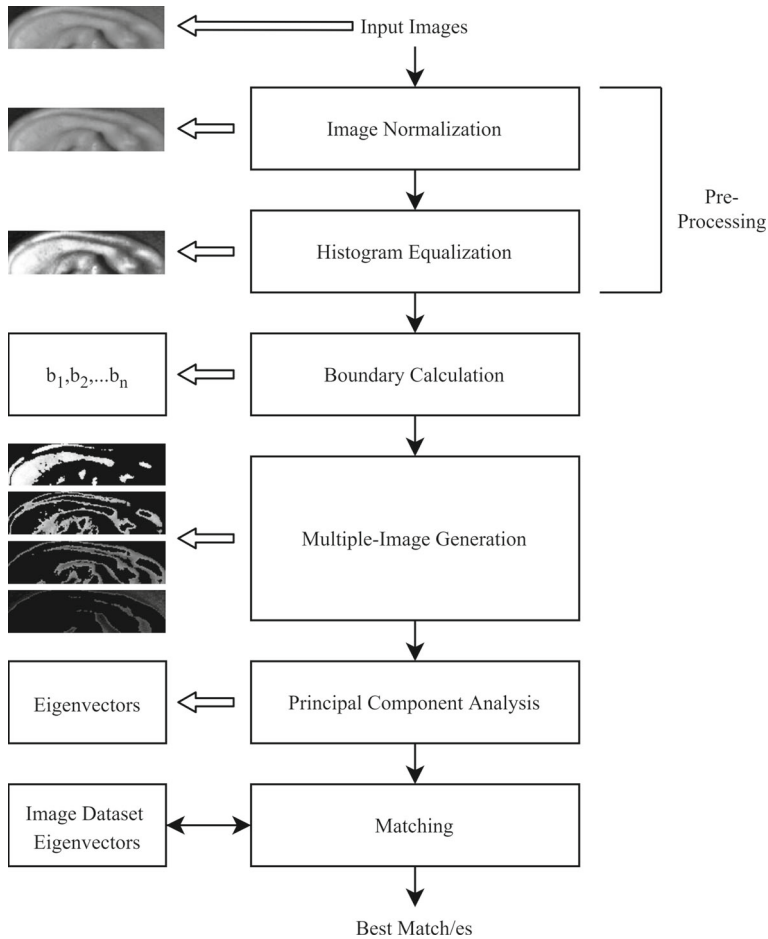 Input Images
Image Normalization
Pre-
Processing
Histogram Equalization
b₁,b₂,...bₙ
Boundary Calculation
Multiple-Image Generation
Eigenvectors
Principal Component Analysis
Image Dataset
Eigenvectors
Matching
Best Match/es